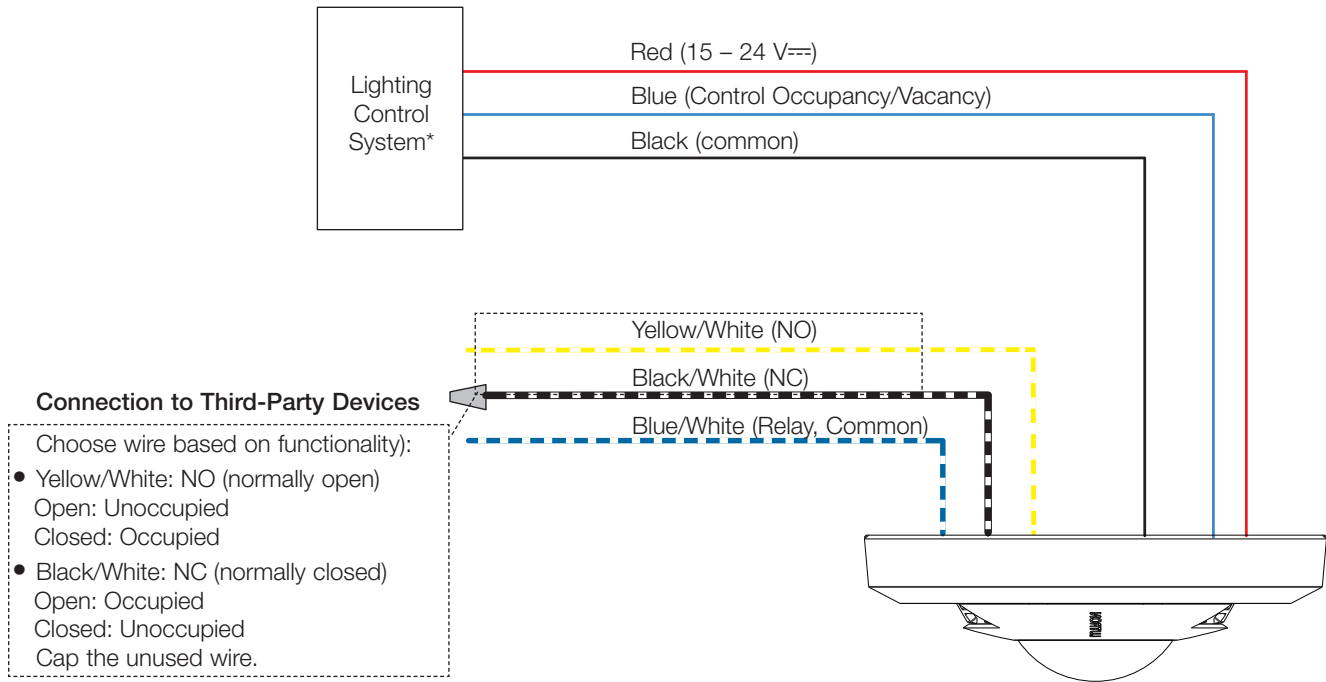 Red (15 – 24 V⎓)
Lighting
Control
System*
Blue (Control Occupancy/Vacancy)
Black (common)
Yellow/White (NO)
Black/White (NC)
Blue/White (Relay, Common)
Connection to Third-Party Devices
Choose wire based on functionality):
• Yellow/White: NO (normally open)
Open: Unoccupied
Closed: Occupied
• Black/White: NC (normally closed)
Open: Occupied
Closed: Unoccupied
Cap the unused wire.